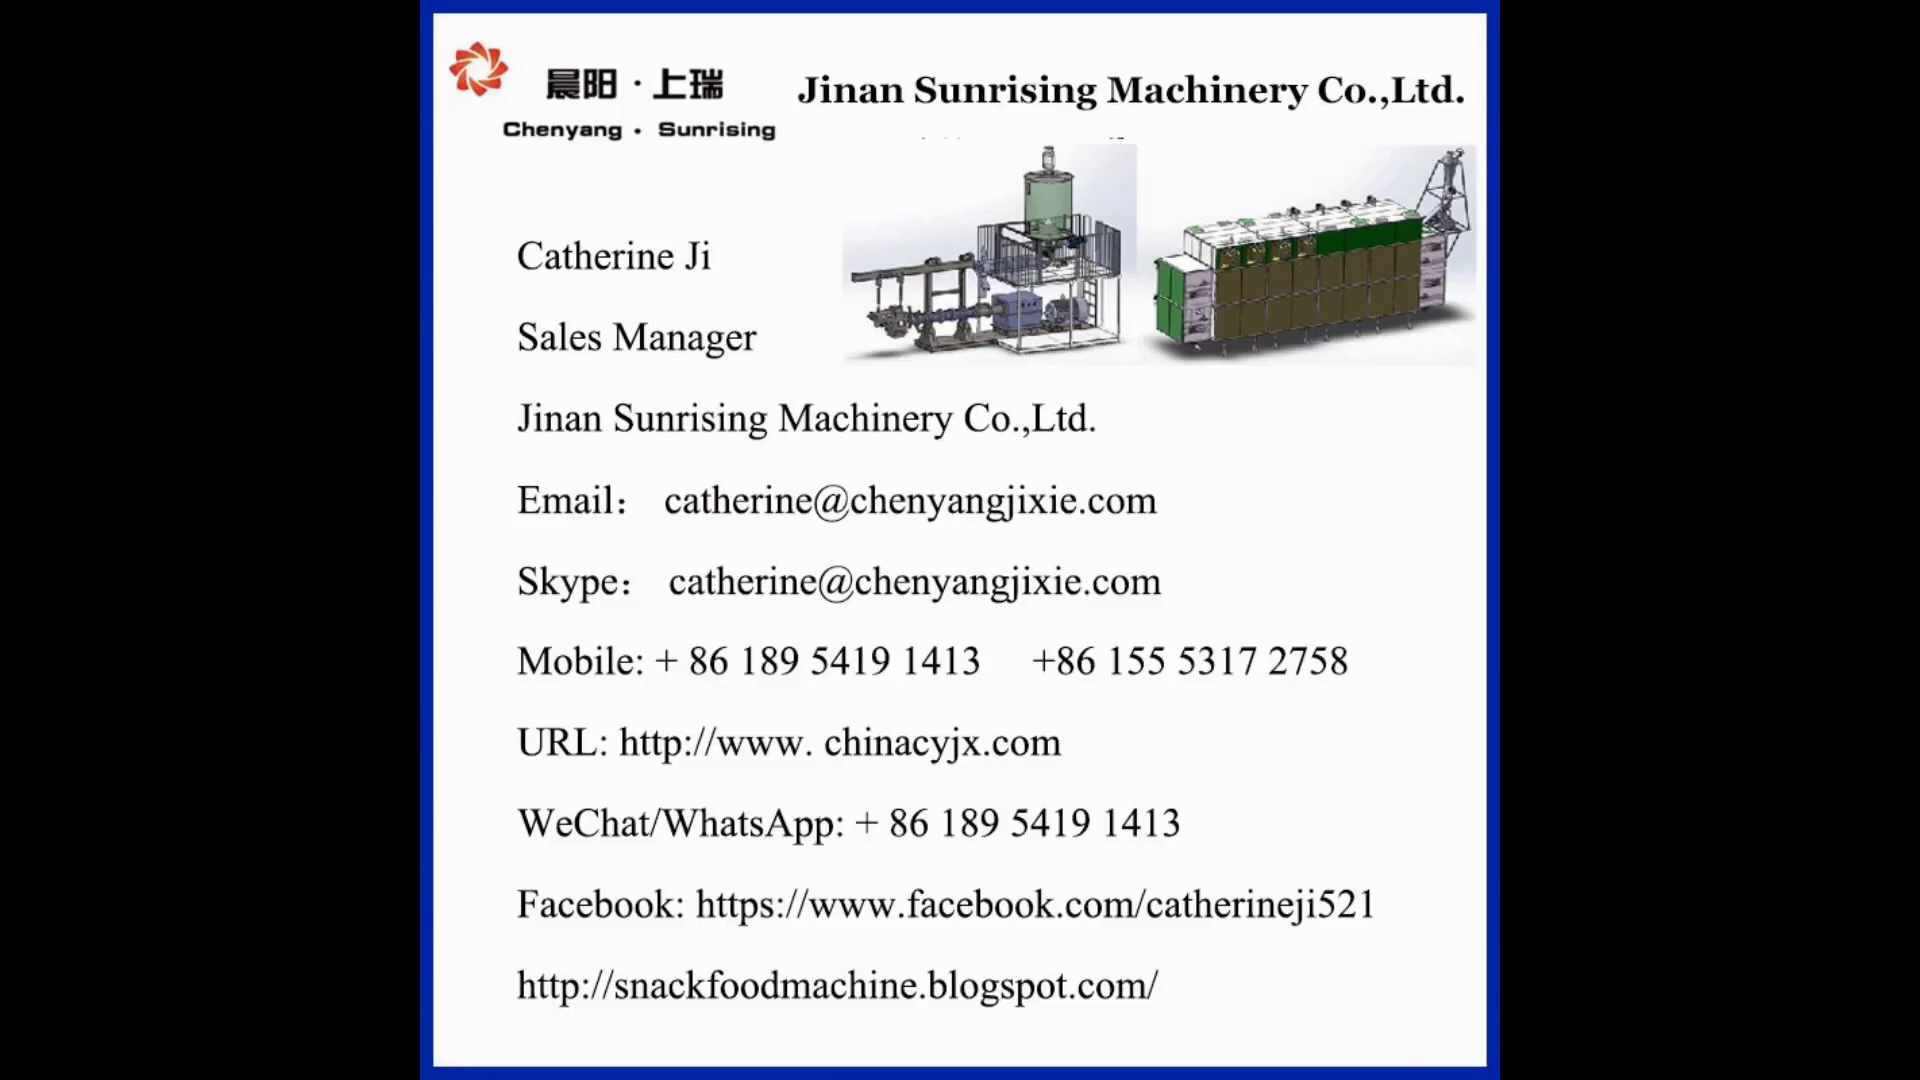 晨阳·上瑞
Chenyang · Sunrising
Jinan Sunrising Machinery Co.,Ltd.
Catherine Ji
Sales Manager
Jinan Sunrising Machinery Co.,Ltd.
Email： catherine@chenyangjixie.com
Skype： catherine@chenyangjixie.com
Mobile: + 86 189 5419 1413 +86 155 5317 2758
URL: http://www. chinacyjx.com
WeChat/WhatsApp: + 86 189 5419 1413
Facebook: https://www.facebook.com/catherineji521
http://snackfoodmachine.blogspot.com/